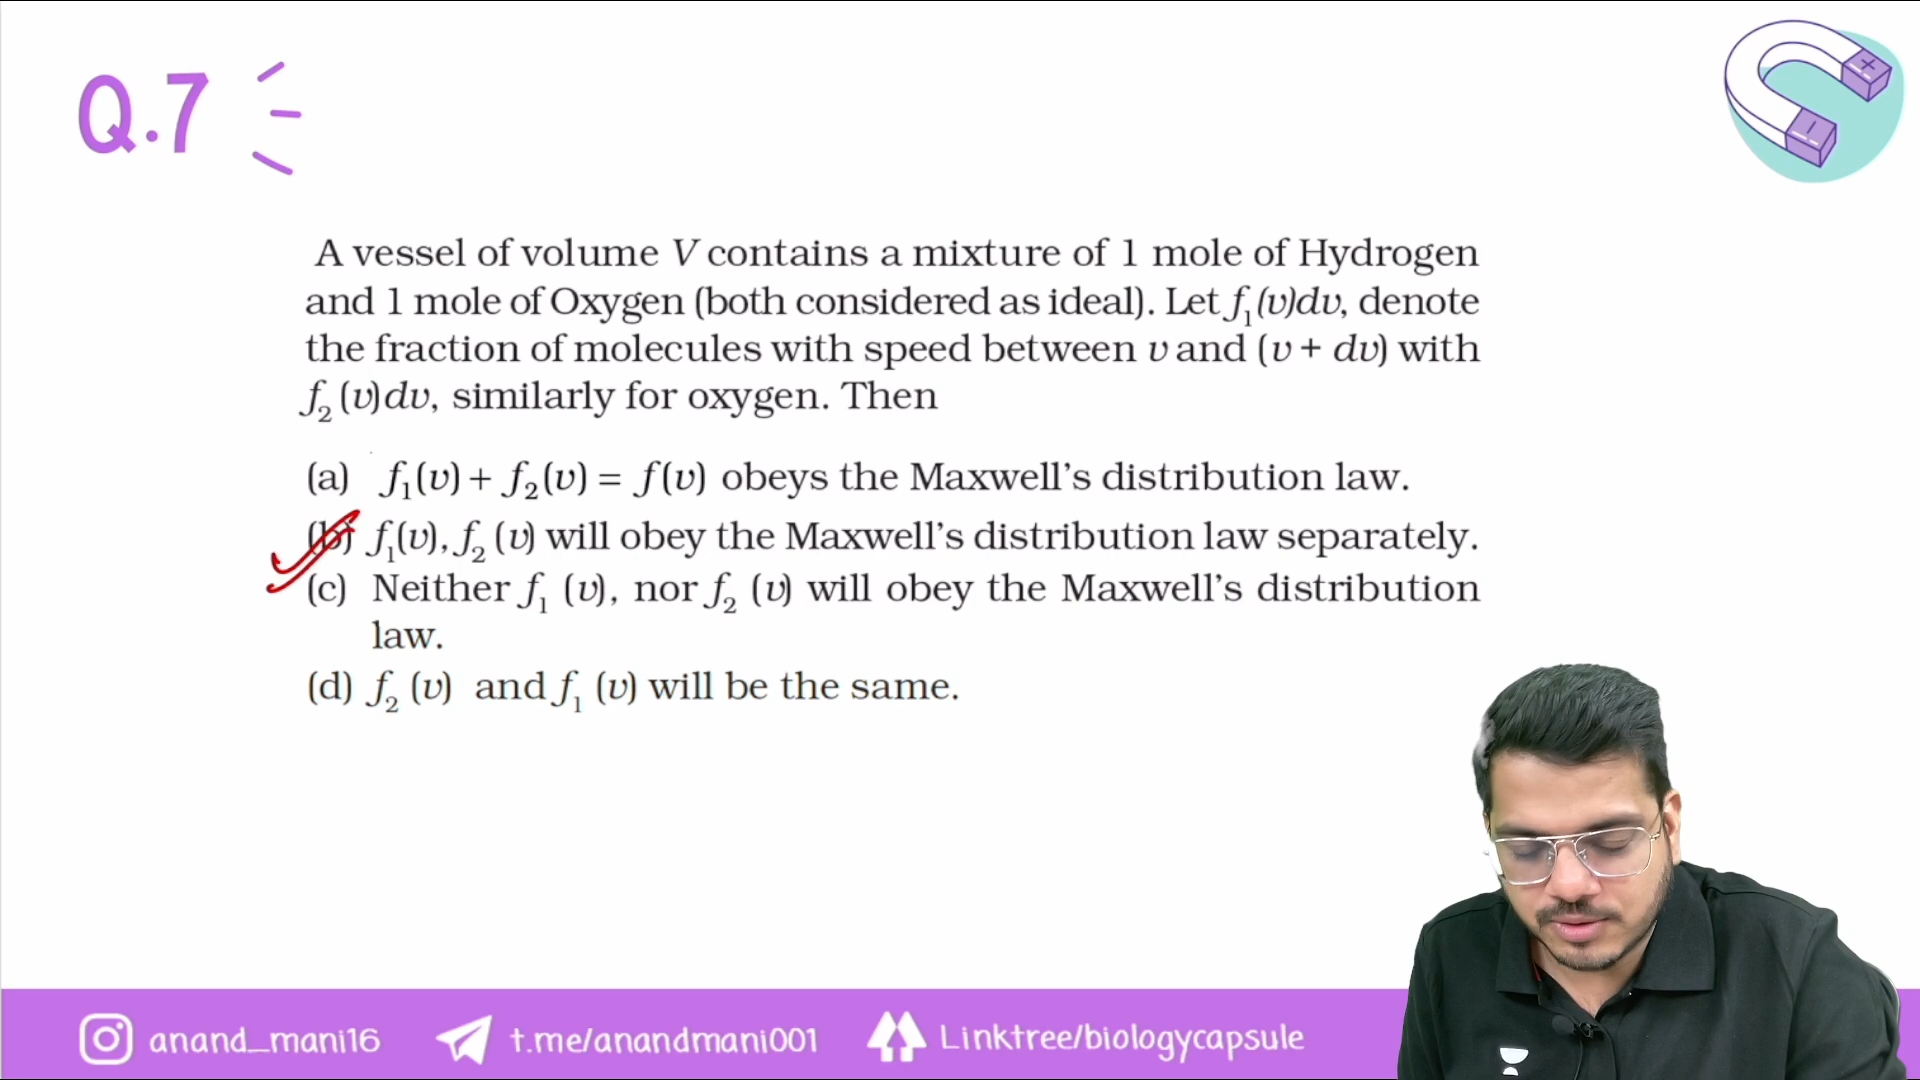 Q.7
A vessel of volume V contains a mixture of 1 mole of Hydrogen
and 1 mole of Oxygen (both considered as ideal). Let f₁(v)dv, denote
the fraction of molecules with speed between v and (v + dv) with
f₂(v)dv, similarly for oxygen. Then
(a) f₁(v) + f₂(v) = f(v) obeys the Maxwell's distribution law.
(b) f₁(v), f₂(v) will obey the Maxwell's distribution law separately.
(c) Neither f₁(v), nor f₂(v) will obey the Maxwell's distribution
law.
(d) f₂(v) and f₁(v) will be the same.
anand_mani16 t.me/anandmani001 Linktree/biologycapsule